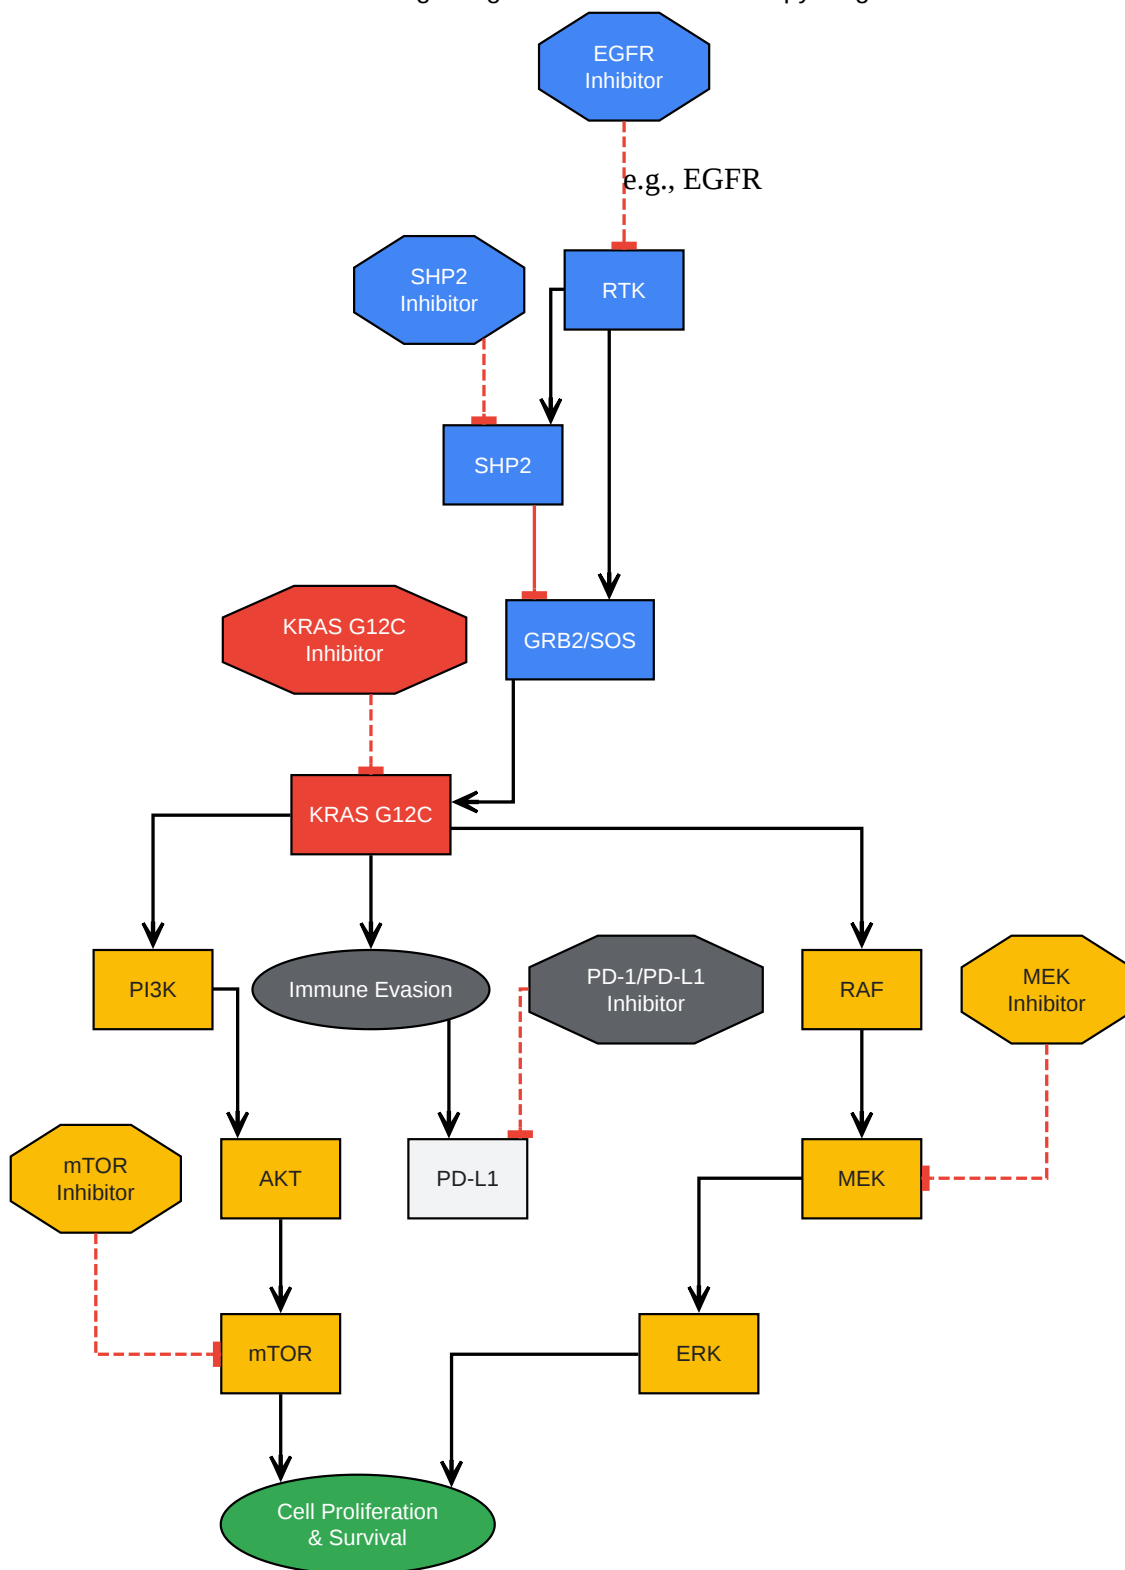 EGFR
Inhibitor
e.g., EGFR
SHP2
Inhibitor
RTK
SHP2
KRAS G12C
Inhibitor
GRB2/SOS
KRAS G12C
PI3K
Immune Evasion
PD-1/PD-L1
Inhibitor
RAF
MEK
Inhibitor
mTOR
Inhibitor
AKT
PD-L1
MEK
mTOR
ERK
Cell Proliferation
& Survival